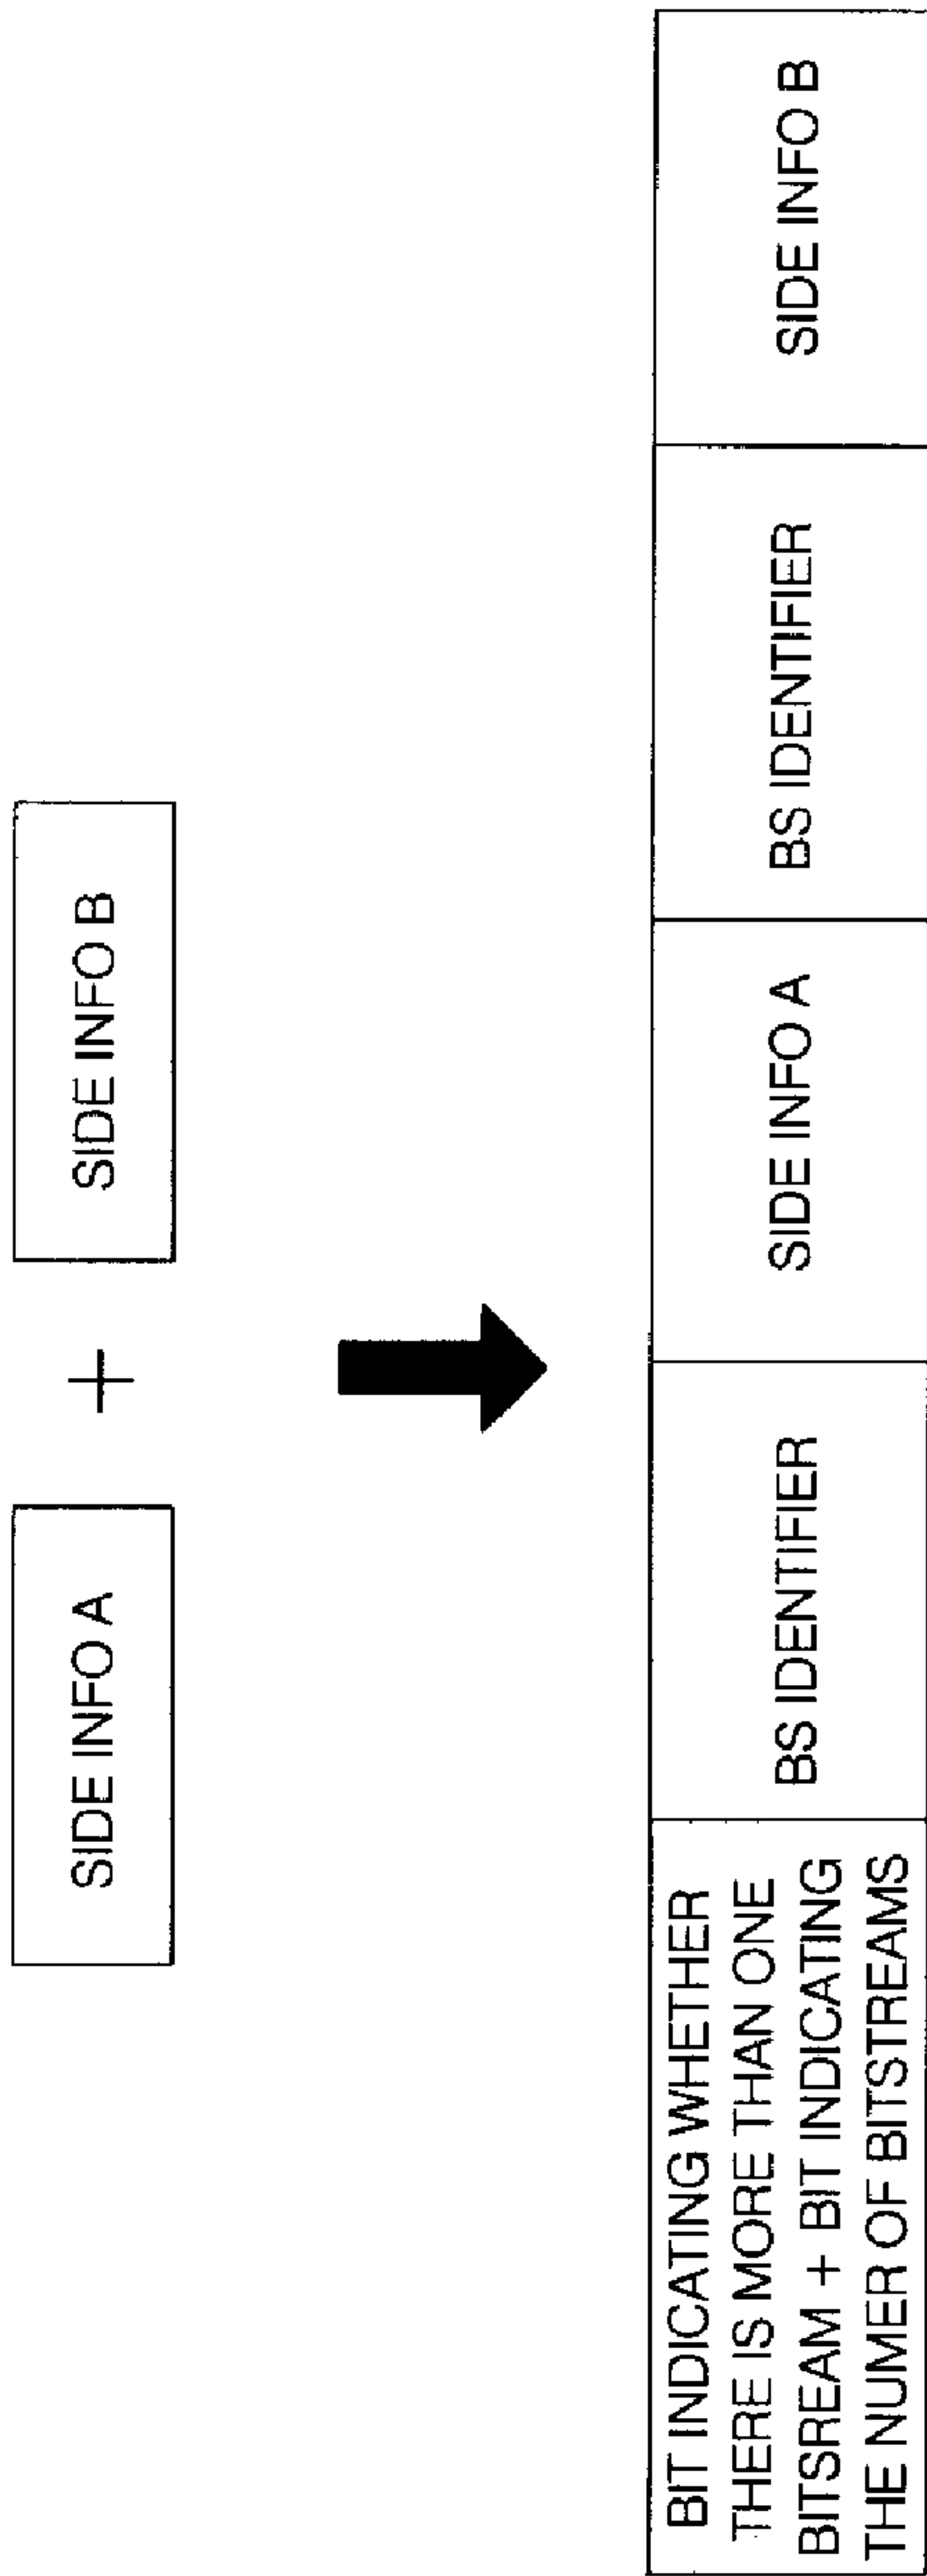 SIDE INFO A
+
SIDE INFO B
BIT INDICATING WHETHER
THERE IS MORE THAN ONE
BITSREAM + BIT INDICATING
THE NUMER OF BITSTREAMS
BS IDENTIFIER
SIDE INFO A
BS IDENTIFIER
SIDE INFO B